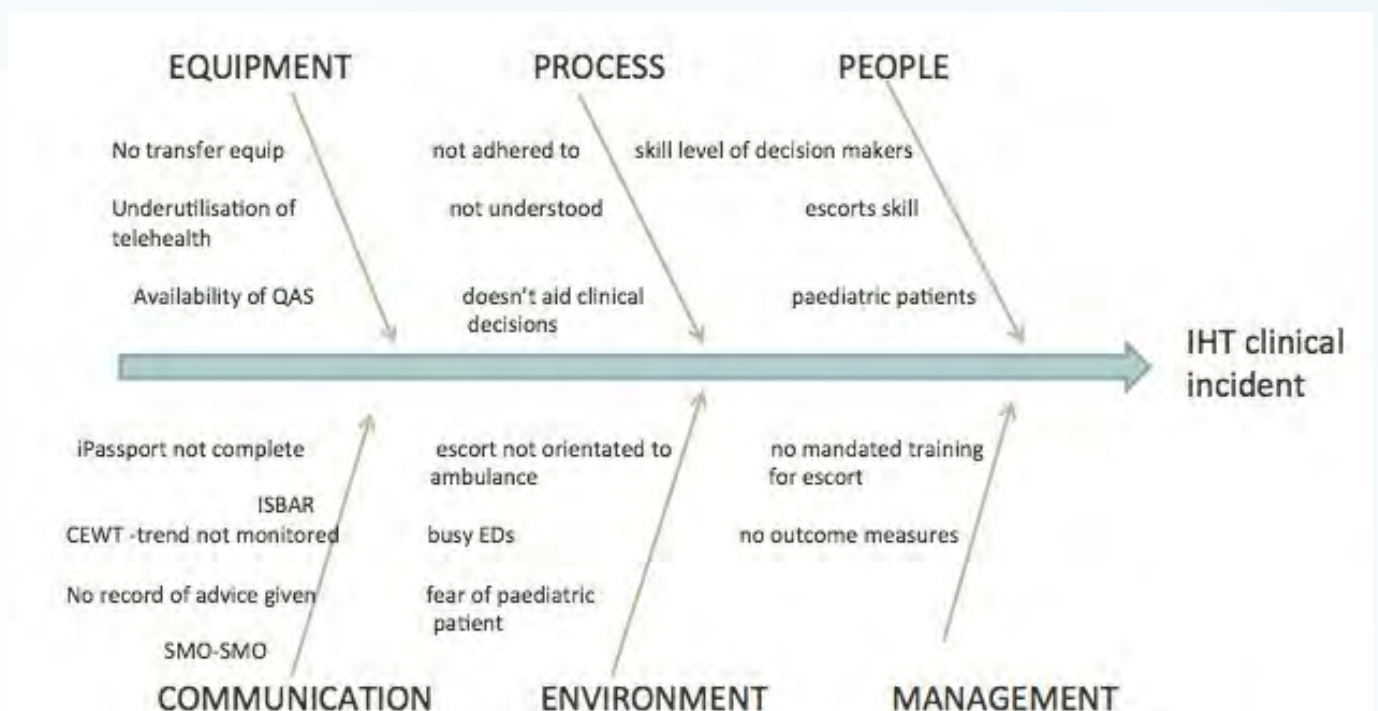 EQUIPMENT
PROCESS
PEOPLE
No transfer equip
not adhered to
skill level of decision makers
Underutilisation of
telehealth
not understood
escorts skill
Availability of QAS
doesn't aid clinical
decisions
paediatric patients
IHT clinical
incident
iPassport not complete
escort not orientated to
ambulance
no mandated training
for escort
ISBAR
CEWT -trend not monitored
busy EDs
no outcome measures
No record of advice given
fear of paediatric
patient
SMO-SMO
COMMUNICATION
ENVIRONMENT
MANAGEMENT